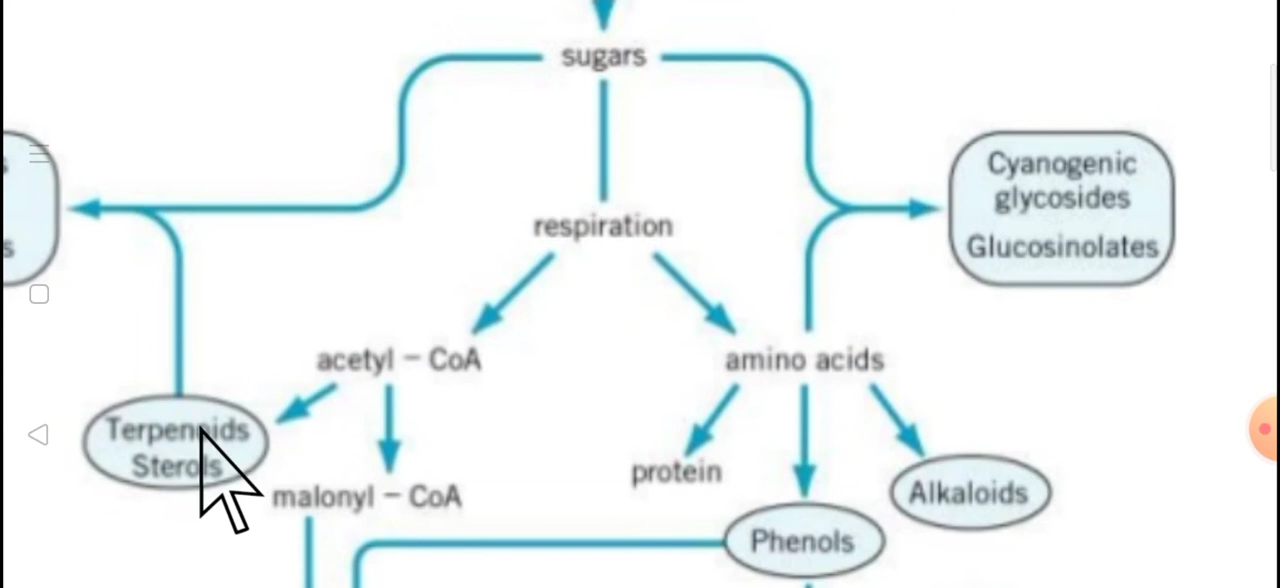 sugars
Cyanogenic
glycosides
Glucosinolates
s
s
respiration
acetyl – CoA
amino acids
Terpenoids
Sterols
malonyl – CoA
protein
Alkaloids
Phenols